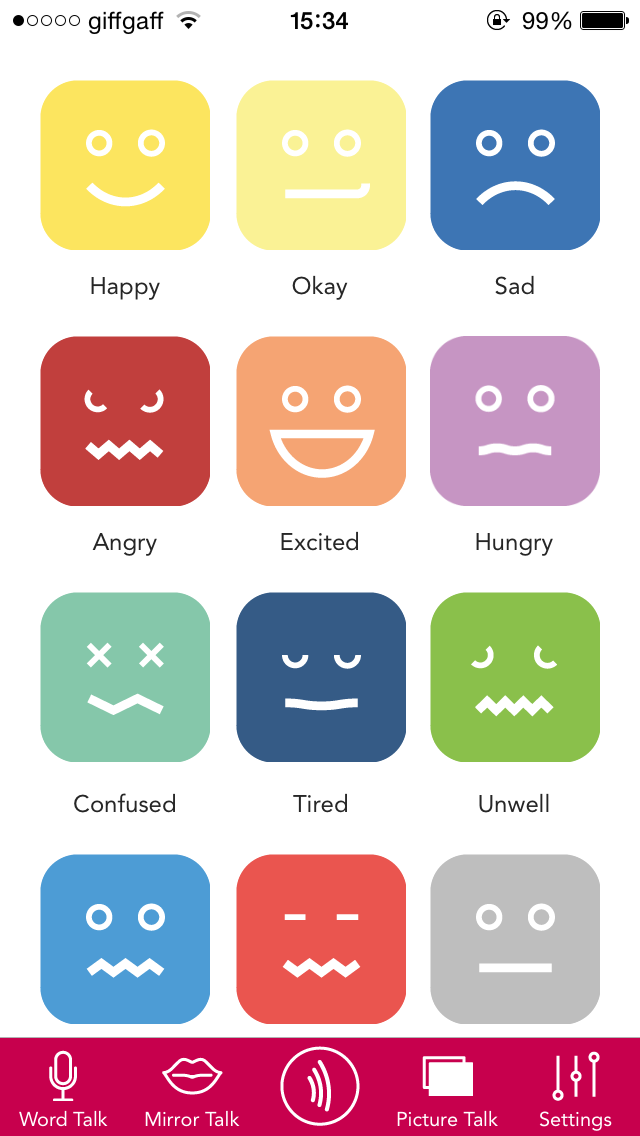 giffgaff 15:34 99%
Happy Okay Sad
Angry Excited Hungry
Confused Tired Unwell
Word Talk Mirror Talk Picture Talk Settings